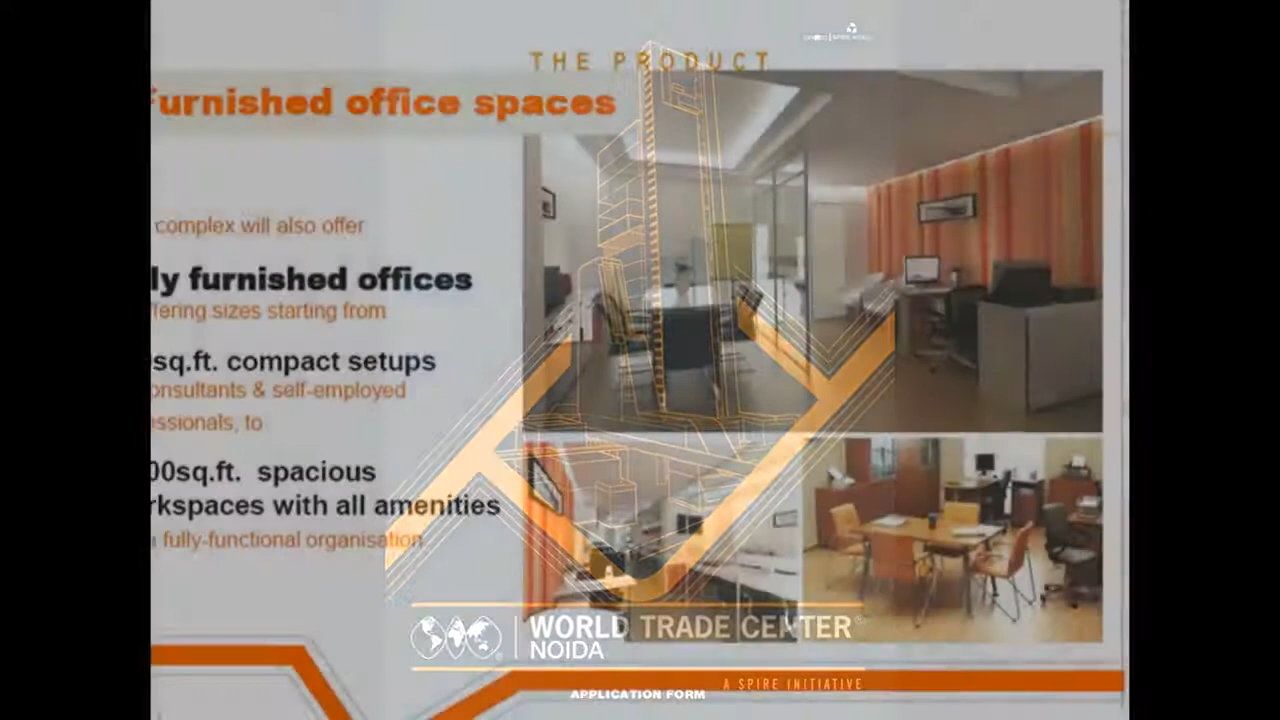 THE PRODUCT
Furnished office spaces
complex will also offer
ly furnished offices
fering sizes starting from
sq.ft. compact setups
onsultants & self-employed
essionals, to
00sq.ft. spacious
rkspaces with all amenities
fully-functional organisation
WORLD TRADE CENTER®
NOIDA
A SPIRE INITIATIVE
APPLICATION FORM